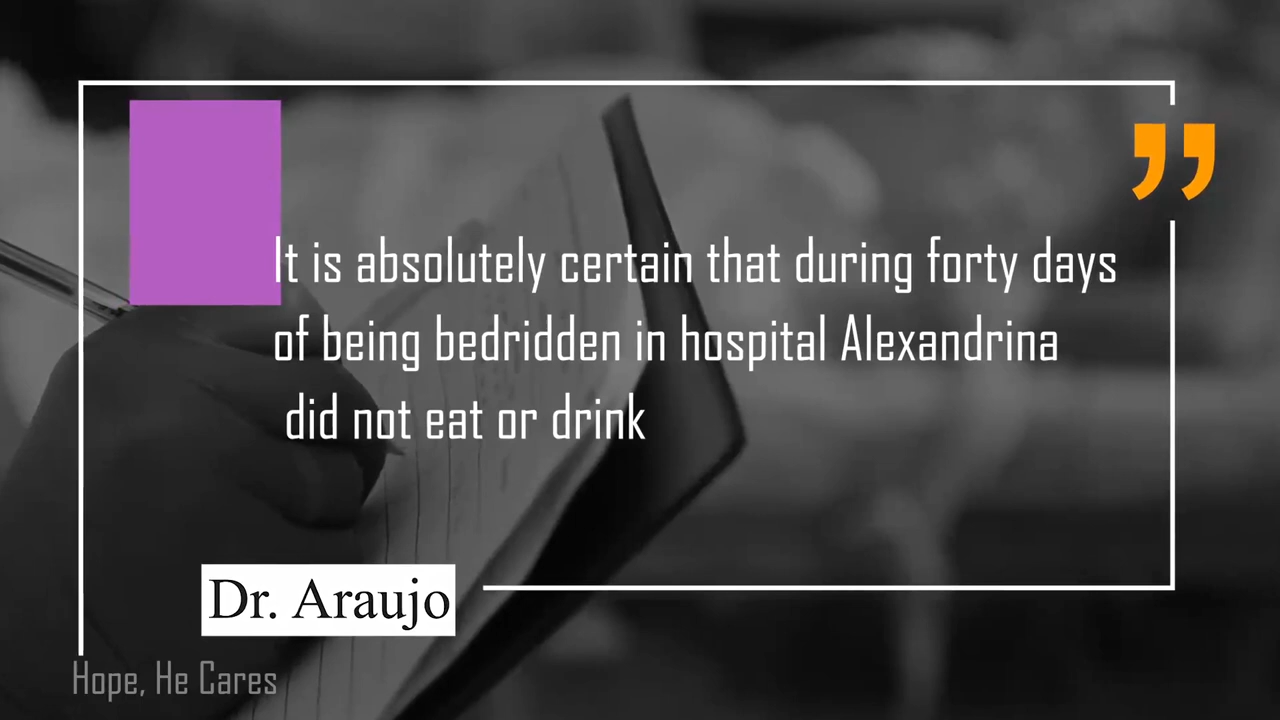 ”
It is absolutely certain that during forty days
of being bedridden in hospital Alexandrina
did not eat or drink
Dr. Araujo
Hope, He Cares